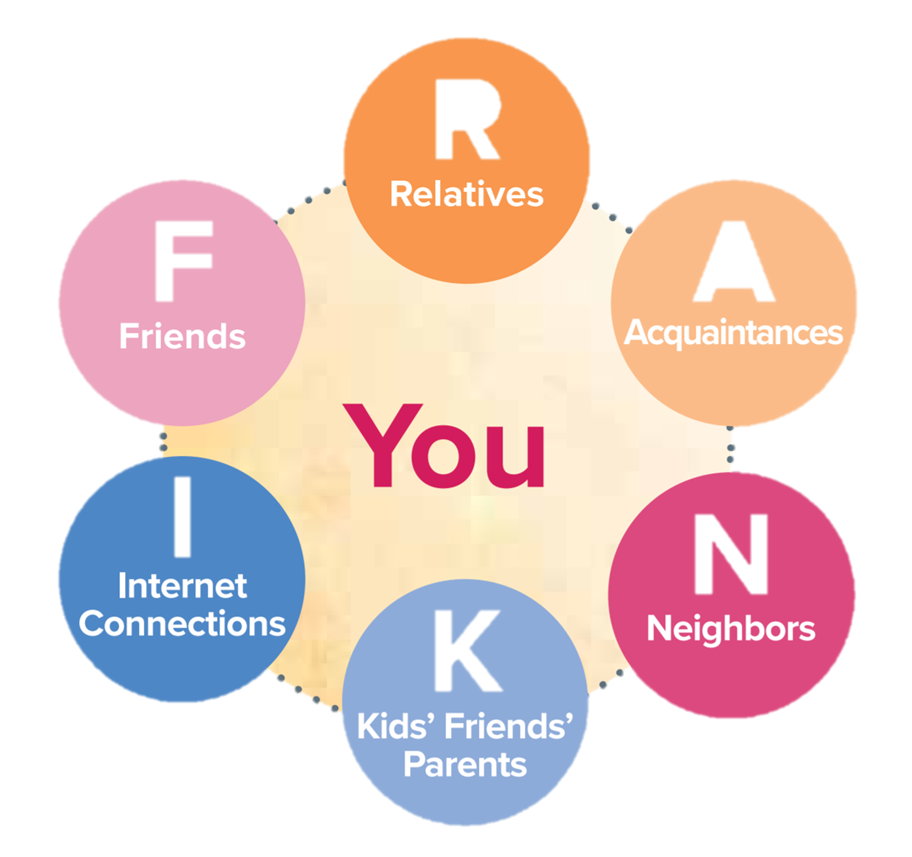 F
Friends
R
Relatives
A
Acquaintances
N
Neighbors
K
Kids’ Friends’
Parents
I
Internet
Connections
You